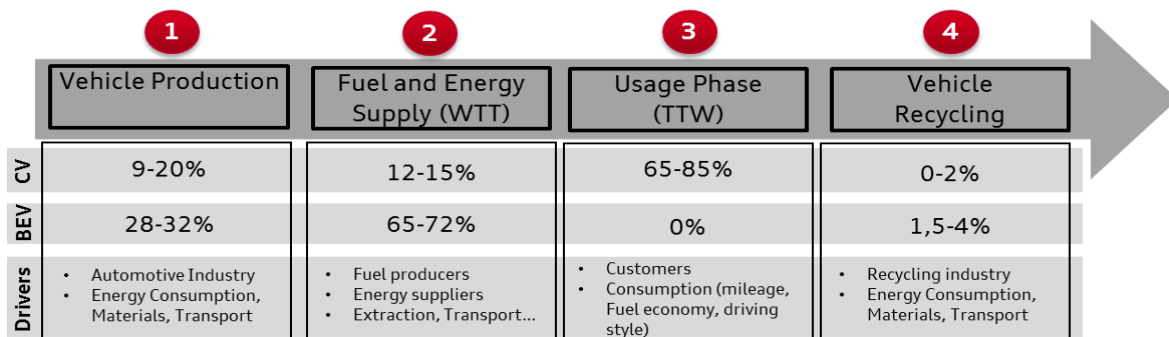 1
2
3
4
Vehicle Production
Fuel and Energy
Supply (WTT)
Usage Phase
(TTW)
Vehicle
Recycling
CV
9-20%
12-15%
65-85%
0-2%
BEV
28-32%
65-72%
0%
1,5-4%
Drivers
• Automotive Industry
• Energy Consumption,
Materials, Transport
• Fuel producers
• Energy suppliers
• Extraction, Transport...
• Customers
• Consumption (mileage,
Fuel economy, driving
style)
• Recycling industry
• Energy Consumption,
Materials, Transport